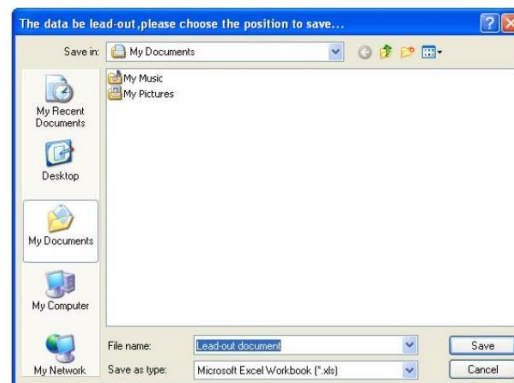 The data be lead-out,please choose the position to save...
Save in: My Documents
My Recent
Documents
Desktop
My Documents
My Computer
My Network
My Music
My Pictures
File name: Lead-out document Save
Save as type: Microsoft Excel Workbook (*.xls) Cancel